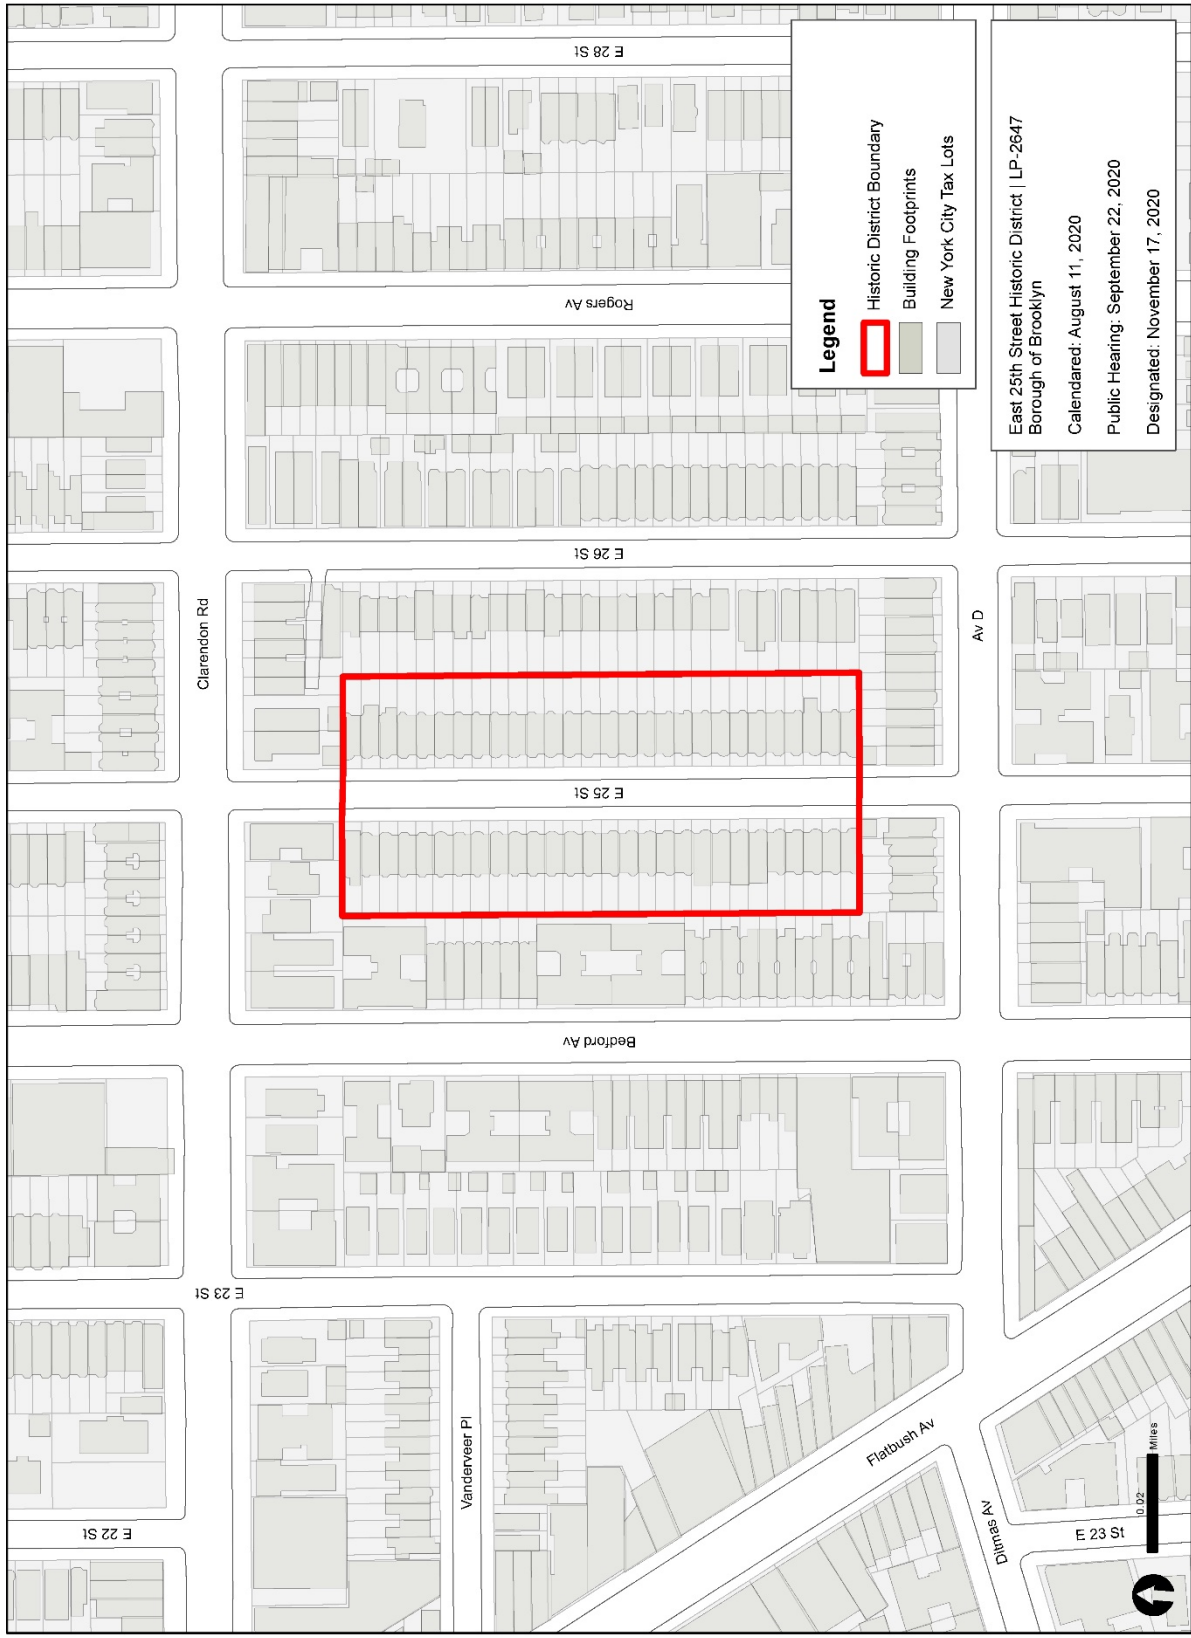 E 28 St
Rogers Av
E 26 St
Clarendon Rd
Av D
E 25 St
Bedford Av
E 23 St
Vanderveer Pl
Flatbush Av
E 22 St
Ditmas Av
E 23 St
0.02
Miles
Legend
Historic District Boundary
Building Footprints
New York City Tax Lots
East 25th Street Historic District | LP-2647
Borough of Brooklyn
Calendared: August 11, 2020
Public Hearing: September 22, 2020
Designated: November 17, 2020